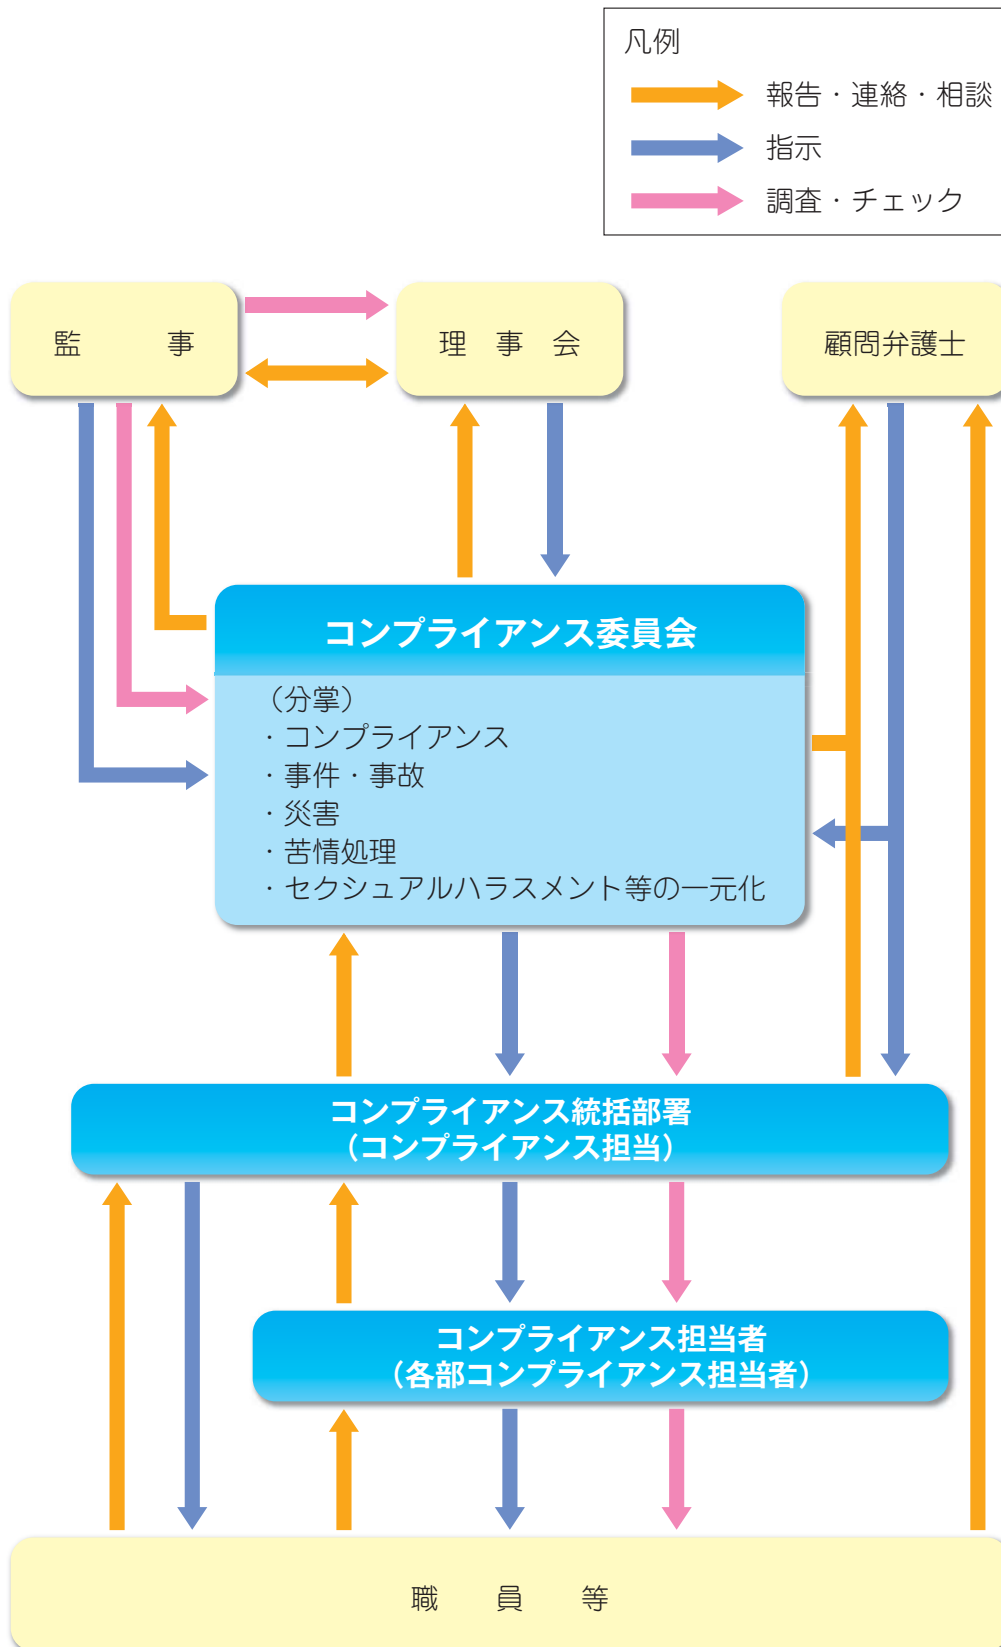 凡例
報告・連絡・相談
指示
調査・チェック
監事
理事会
顧問弁護士
コンプライアンス委員会
（分掌）
・コンプライアンス
・事件・事故
・災害
・苦情処理
・セクシュアルハラスメント等の一元化
コンプライアンス統括部署
（コンプライアンス担当）
コンプライアンス担当者
（各部コンプライアンス担当者）
職員等